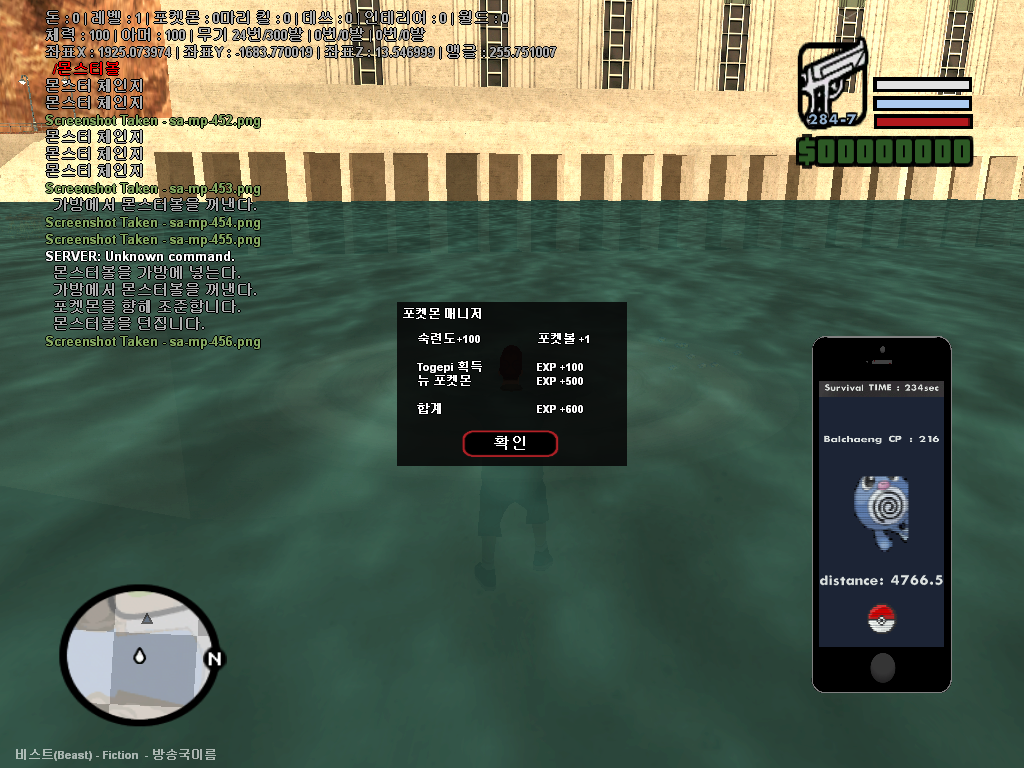 돈 : 0 | 레벨 : 1 | 포켓몬 : 0마리 킬 : 0 | 데쓰 : 0 | 인테리어 : 0 | 월드 : 0
체력 : 100 | 아머 : 100 | 무기 24번/300발 | 0번/0발 | 0번/0발
좌표X : 1925.073974 | 좌표Y : -1683.770019 | 좌표Z : 13.546999 | 앵글 : 255.751007
/몬스터볼
몬스터 체인지
몬스터 체인지
Screenshot Taken - sa-mp-452.png
몬스터 체인지
몬스터 체인지
몬스터 체인지
Screenshot Taken - sa-mp-453.png
가방에서 몬스터볼을 꺼낸다.
Screenshot Taken - sa-mp-454.png
Screenshot Taken - sa-mp-455.png
SERVER: Unknown command.
몬스터볼을 가방에 넣는다.
가방에서 몬스터볼을 꺼낸다.
포켓몬을 향해 조준합니다.
몬스터볼을 던집니다.
Screenshot Taken - sa-mp-456.png
284-7
$00000000
포켓몬 매니저
숙련도+100 포켓볼 +1
Togepi 획득 EXP +100
뉴 포켓몬 EXP +500
합계 EXP +600
확인
Survival TIME : 234sec
Balchaeng CP : 216
distance: 4766.5
N
비스트(Beast) - Fiction - 방송국이름